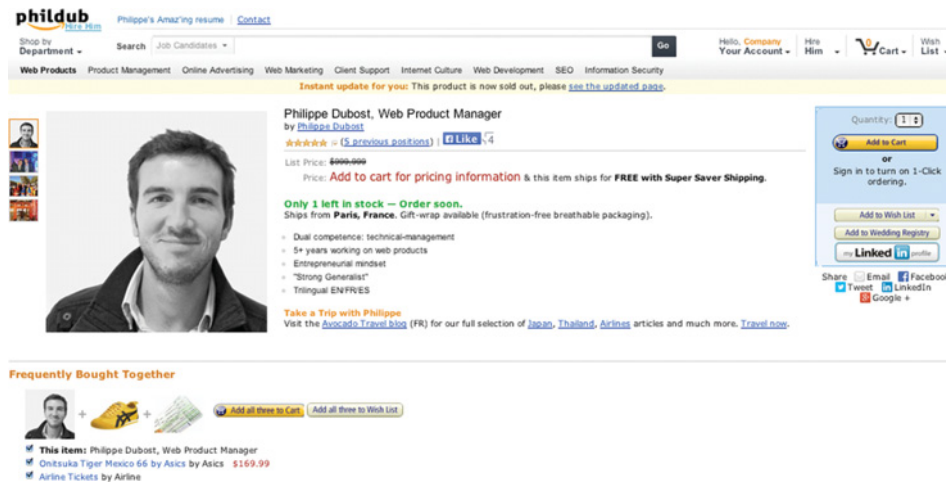 phildub
Hire Him
Philippe's Amaz'ing resume
Contact
Shop by
Department
Search
Job Candidates
Go
Hello, Company
Your Account
Hire
Him
0
Cart
Wish
List
Web Products Product Management Online Advertising Web Marketing Client Support Internet Culture Web Development SEO Information Security
Instant update for you: This product is now sold out, please see the updated page.
Philippe Dubost, Web Product Manager
by Philippe Dubost
(5 previous positions) | Like 4
List Price: $999,999
Price: Add to cart for pricing information & this item ships for FREE with Super Saver Shipping.
Only 1 left in stock — Order soon.
Ships from Paris, France. Gift-wrap available (frustration-free breathable packaging).
Dual competence: technical-management
5+ years working on web products
Entrepreneurial mindset
"Strong Generalist"
Trilingual EN/FR/ES
Take a Trip with Philippe
Visit the Avocado Travel blog (FR) for our full selection of Japan, Thailand, Airlines articles and much more. Travel now.
Quantity: 1
Add to Cart
or
Sign in to turn on 1-Click
ordering.
Add to Wish List
Add to Wedding Registry
my Linked in profile
Share Email Facebook
Tweet LinkedIn
Google +
Frequently Bought Together
Add all three to Cart
Add all three to Wish List
This item: Philippe Dubost, Web Product Manager
Onitsuka Tiger Mexico 66 by Asics by Asics $169.99
Airline Tickets by Airline